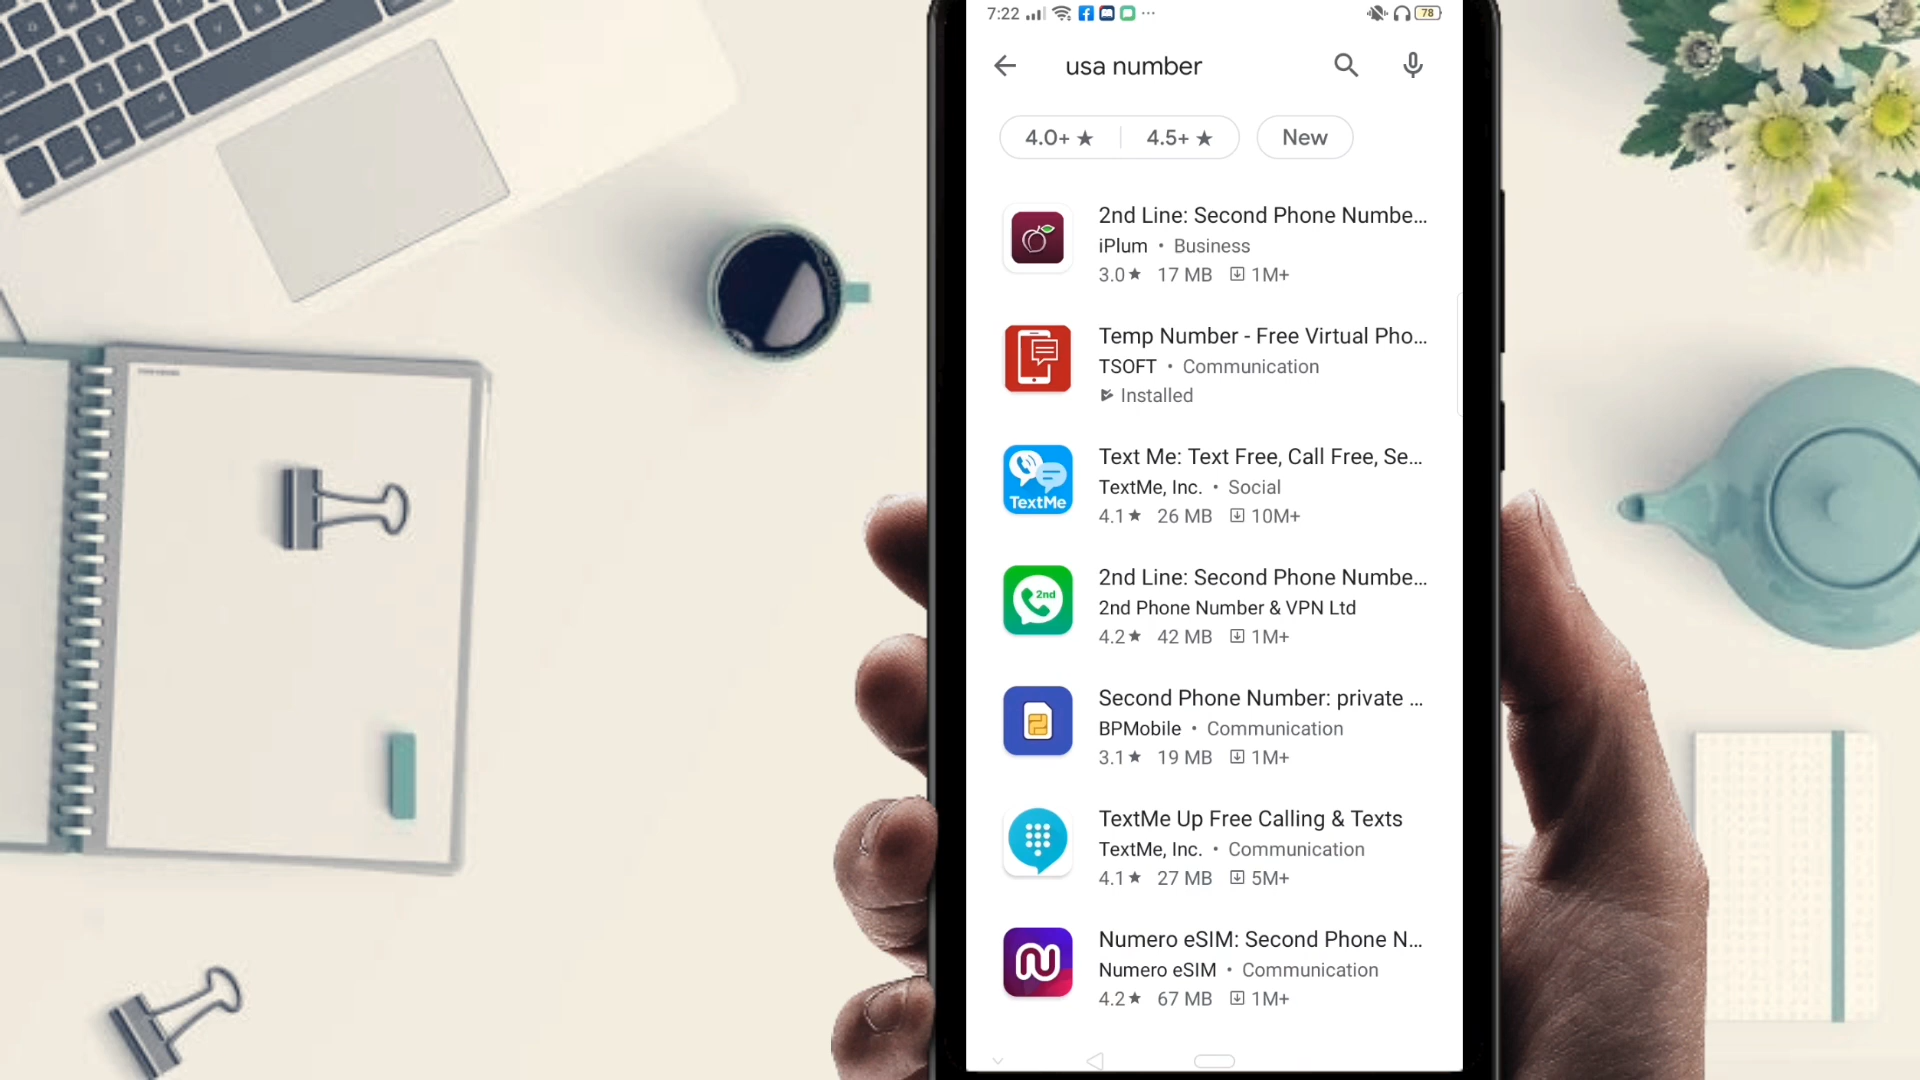 7:22
78
usa number
4.0+ ★
4.5+ ★
New
2nd Line: Second Phone Numbe...
iPlum • Business
3.0★ 17 MB 1M+
Temp Number - Free Virtual Pho...
TSOFT • Communication
Installed
TextMe
Text Me: Text Free, Call Free, Se...
TextMe, Inc. • Social
4.1★ 26 MB 10M+
2nd
2nd Line: Second Phone Numbe...
2nd Phone Number & VPN Ltd
4.2★ 42 MB 1M+
Second Phone Number: private ...
BPMobile • Communication
3.1★ 19 MB 1M+
TextMe Up Free Calling & Texts
TextMe, Inc. • Communication
4.1★ 27 MB 5M+
Numero eSIM: Second Phone N...
Numero eSIM • Communication
4.2★ 67 MB 1M+